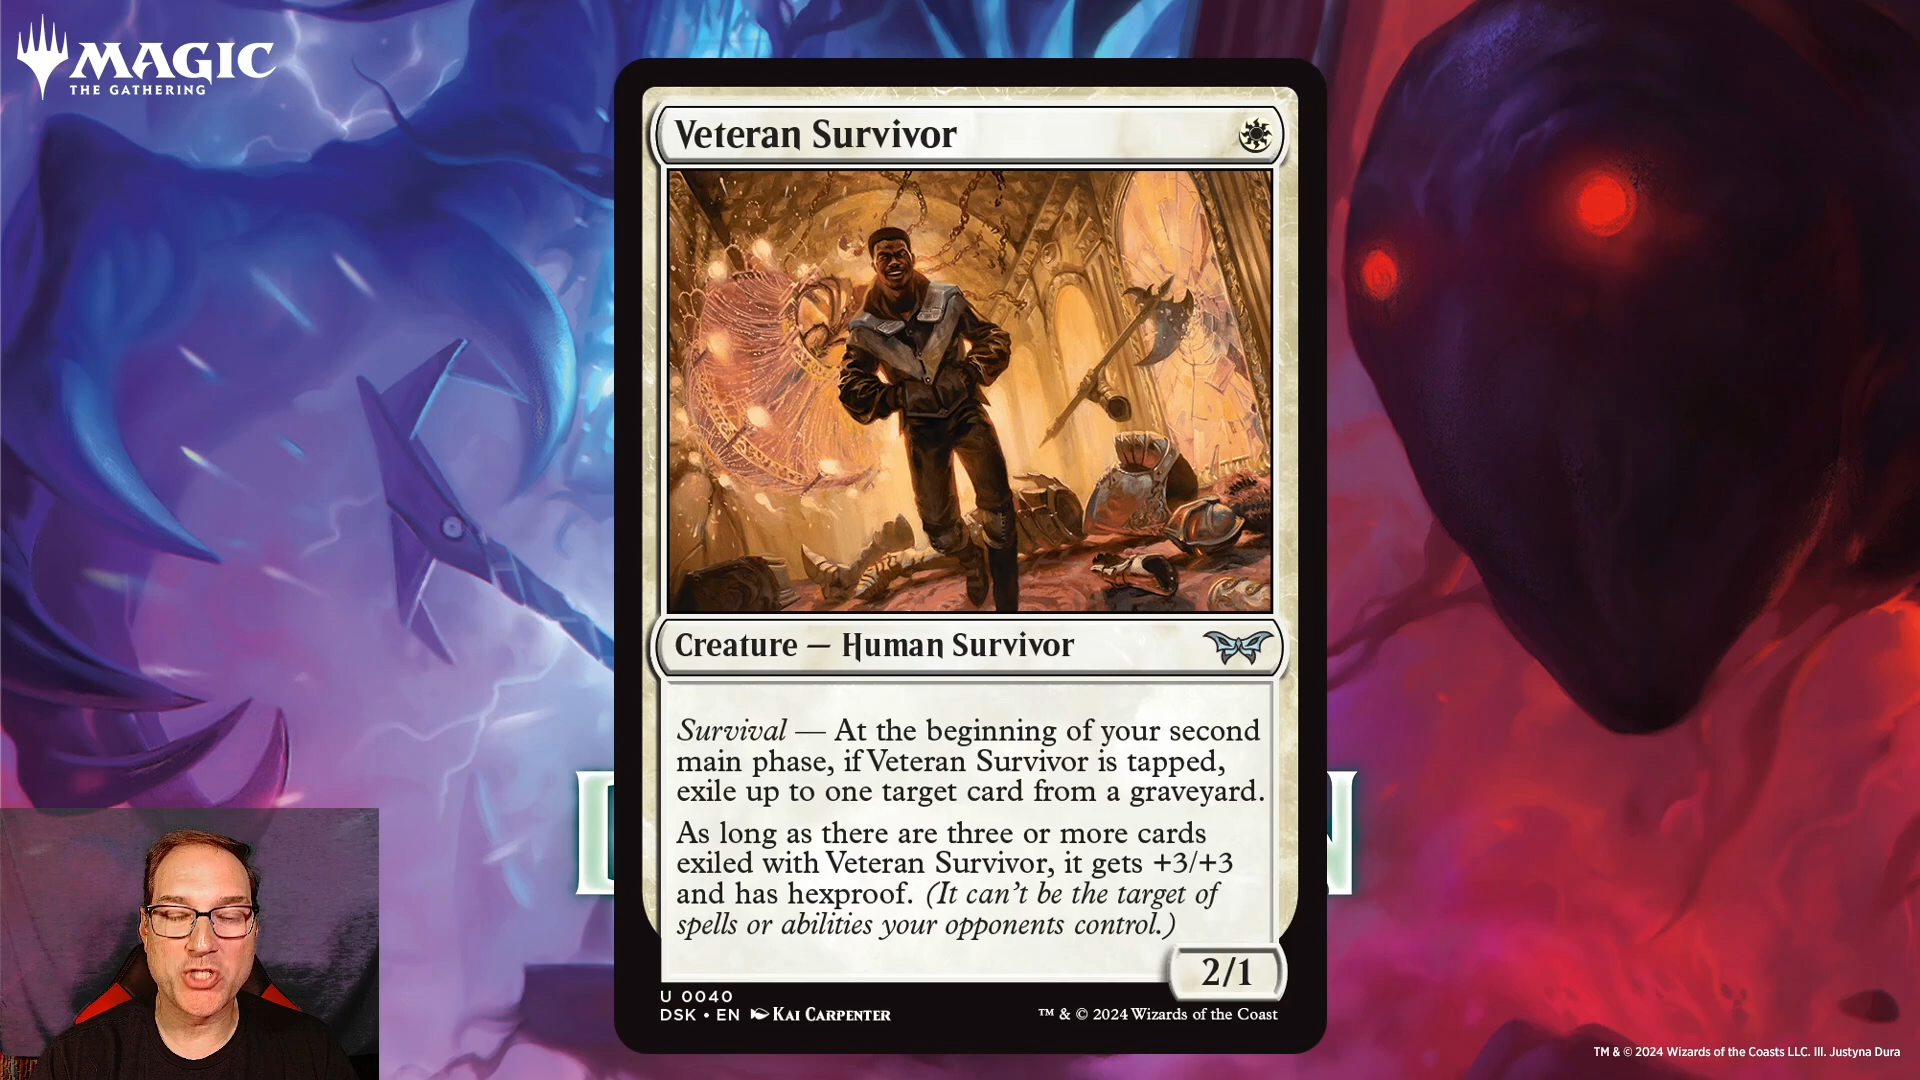 MAGIC
THE GATHERING
Veteran Survivor
Creature — Human Survivor
Survival — At the beginning of your second
main phase, if Veteran Survivor is tapped,
exile up to one target card from a graveyard.
As long as there are three or more cards
exiled with Veteran Survivor, it gets +3/+3
and has hexproof. (It can't be the target of
spells or abilities your opponents control.)
2/1
U 0040
DSK • EN KAI CARPENTER
™ & © 2024 Wizards of the Coast
TM & © 2024 Wizards of the Coasts LLC. Ill. Justyna Dura